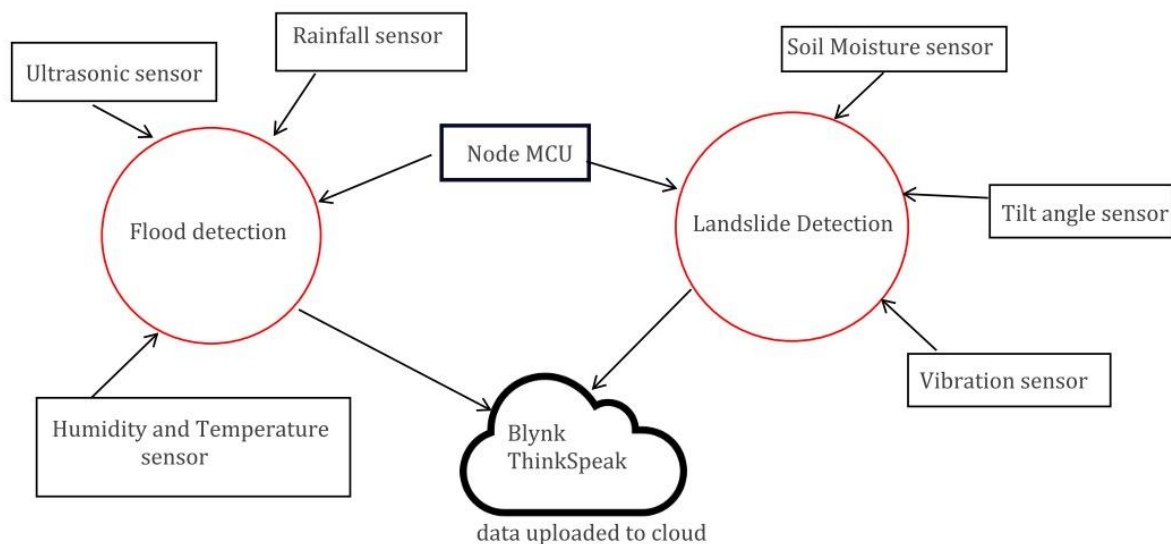 Rainfall sensor
Ultrasonic sensor
Soil Moisture sensor
Node MCU
Flood detection
Landslide Detection
Tilt angle sensor
Vibration sensor
Humidity and Temperature
sensor
Blynk
ThinkSpeak
data uploaded to cloud